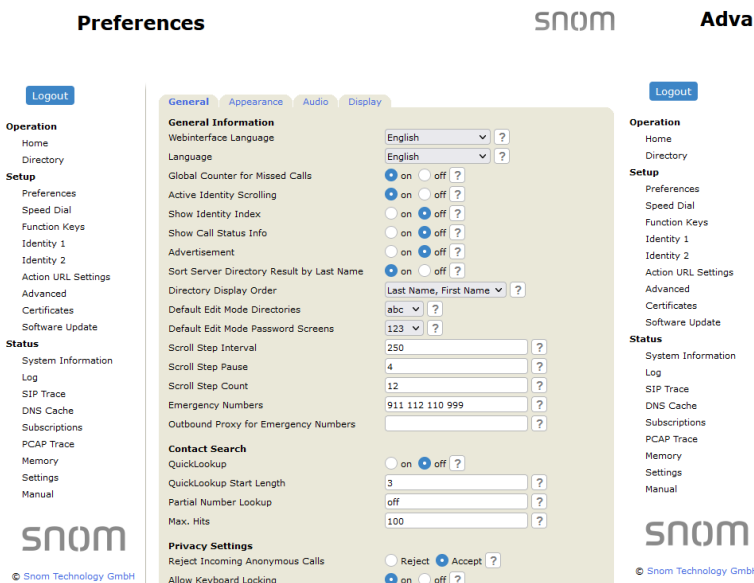 Preferences
snom
Adva
Logout
Operation
Home
Directory
Setup
Preferences
Speed Dial
Function Keys
Identity 1
Identity 2
Action URL Settings
Advanced
Certificates
Software Update
Status
System Information
Log
SIP Trace
DNS Cache
Subscriptions
PCAP Trace
Memory
Settings
Manual
snom
© Snom Technology GmbH
General Appearance Audio Display
General Information
Webinterface Language English ?
Language English ?
Global Counter for Missed Calls on off ?
Active Identity Scrolling on off ?
Show Identity Index on off ?
Show Call Status Info on off ?
Advertisement on off ?
Sort Server Directory Result by Last Name on off ?
Directory Display Order Last Name, First Name ?
Default Edit Mode Directories abc ?
Default Edit Mode Password Screens 123 ?
Scroll Step Interval 250 ?
Scroll Step Pause 4 ?
Scroll Step Count 12 ?
Emergency Numbers 911 112 110 999 ?
Outbound Proxy for Emergency Numbers ?
Contact Search
QuickLookup on off ?
QuickLookup Start Length 3 ?
Partial Number Lookup off ?
Max. Hits 100 ?
Privacy Settings
Reject Incoming Anonymous Calls Reject Accept ?
Allow Keyboard Locking on off ?
Logout
Operation
Home
Directory
Setup
Preferences
Speed Dial
Function Keys
Identity 1
Identity 2
Action URL Settings
Advanced
Certificates
Software Update
Status
System Information
Log
SIP Trace
DNS Cache
Subscriptions
PCAP Trace
Memory
Settings
Manual
snom
© Snom Technology GmbH